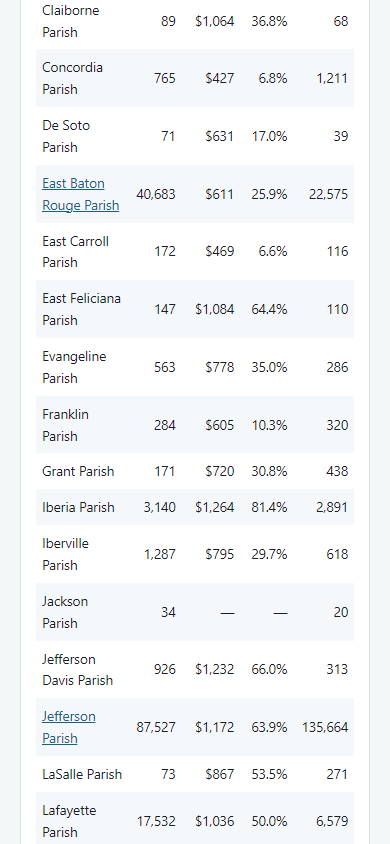 Claiborne
Parish 89 $1,064 36.8% 68
Concordia
Parish 765 $427 6.8% 1,211
De Soto
Parish 71 $631 17.0% 39
East Baton
Rouge Parish 40,683 $611 25.9% 22,575
East Carroll
Parish 172 $469 6.6% 116
East Feliciana
Parish 147 $1,084 64.4% 110
Evangeline
Parish 563 $778 35.0% 286
Franklin
Parish 284 $605 10.3% 320
Grant Parish 171 $720 30.8% 438
Iberia Parish 3,140 $1,264 81.4% 2,891
Iberville
Parish 1,287 $795 29.7% 618
Jackson
Parish 34 — — 20
Jefferson
Davis Parish 926 $1,232 66.0% 313
Jefferson
Parish 87,527 $1,172 63.9% 135,664
LaSalle Parish 73 $867 53.5% 271
Lafayette
Parish 17,532 $1,036 50.0% 6,579